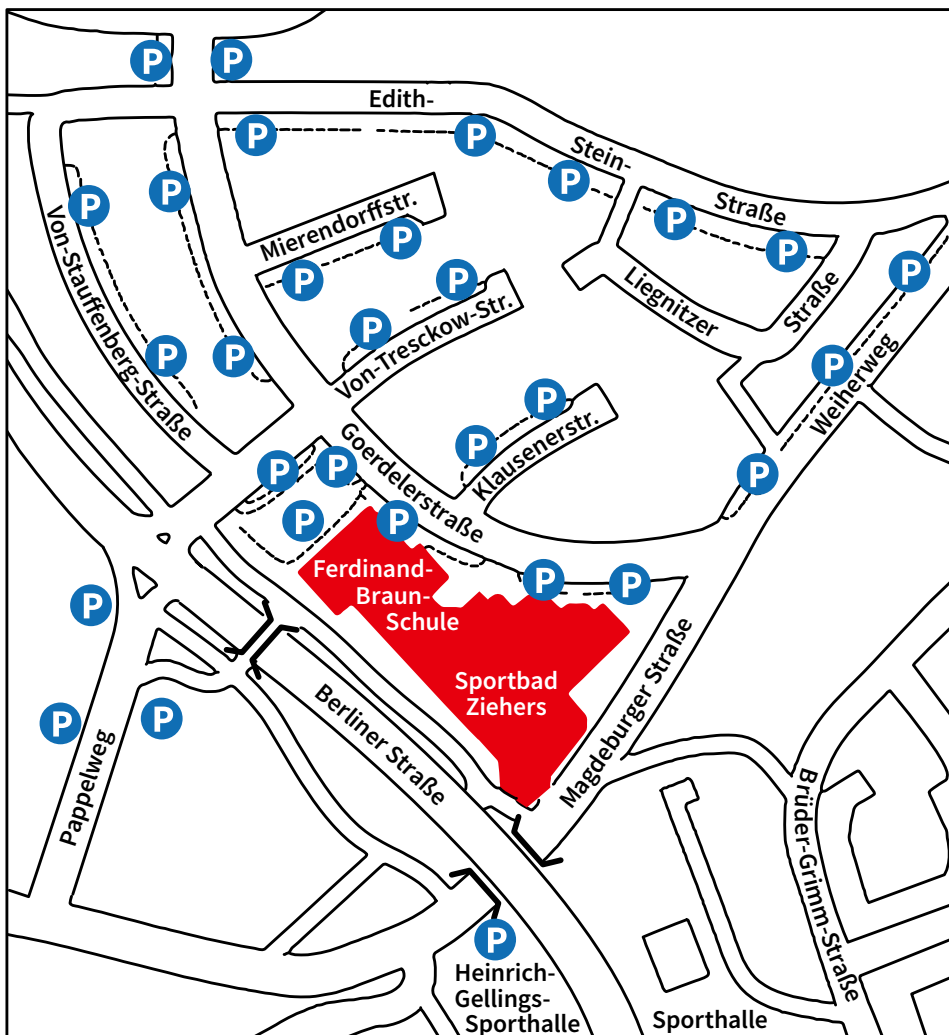 P
P
Edith-
P
P
Stein-
P
Straße
P
P
P
P
Mierendorffstr.
P
P
P
Von-Stauffenberg-Straße
Liegnitzer
Straße
P
P
P
Von-Tresckow-Str.
P
P
P
Weiherweg
P
Klausenerstr.
P
P
Goerdelerstraße
P
P
P
P
Ferdinand-
Braun-
Schule
P
P
P
Sportbad
Ziehers
P
P
Pappelweg
Berliner Straße
Magdeburger Straße
Brüder-Grimm-Straße
P
Heinrich-
Gellings-
Sporthalle
Sporthalle